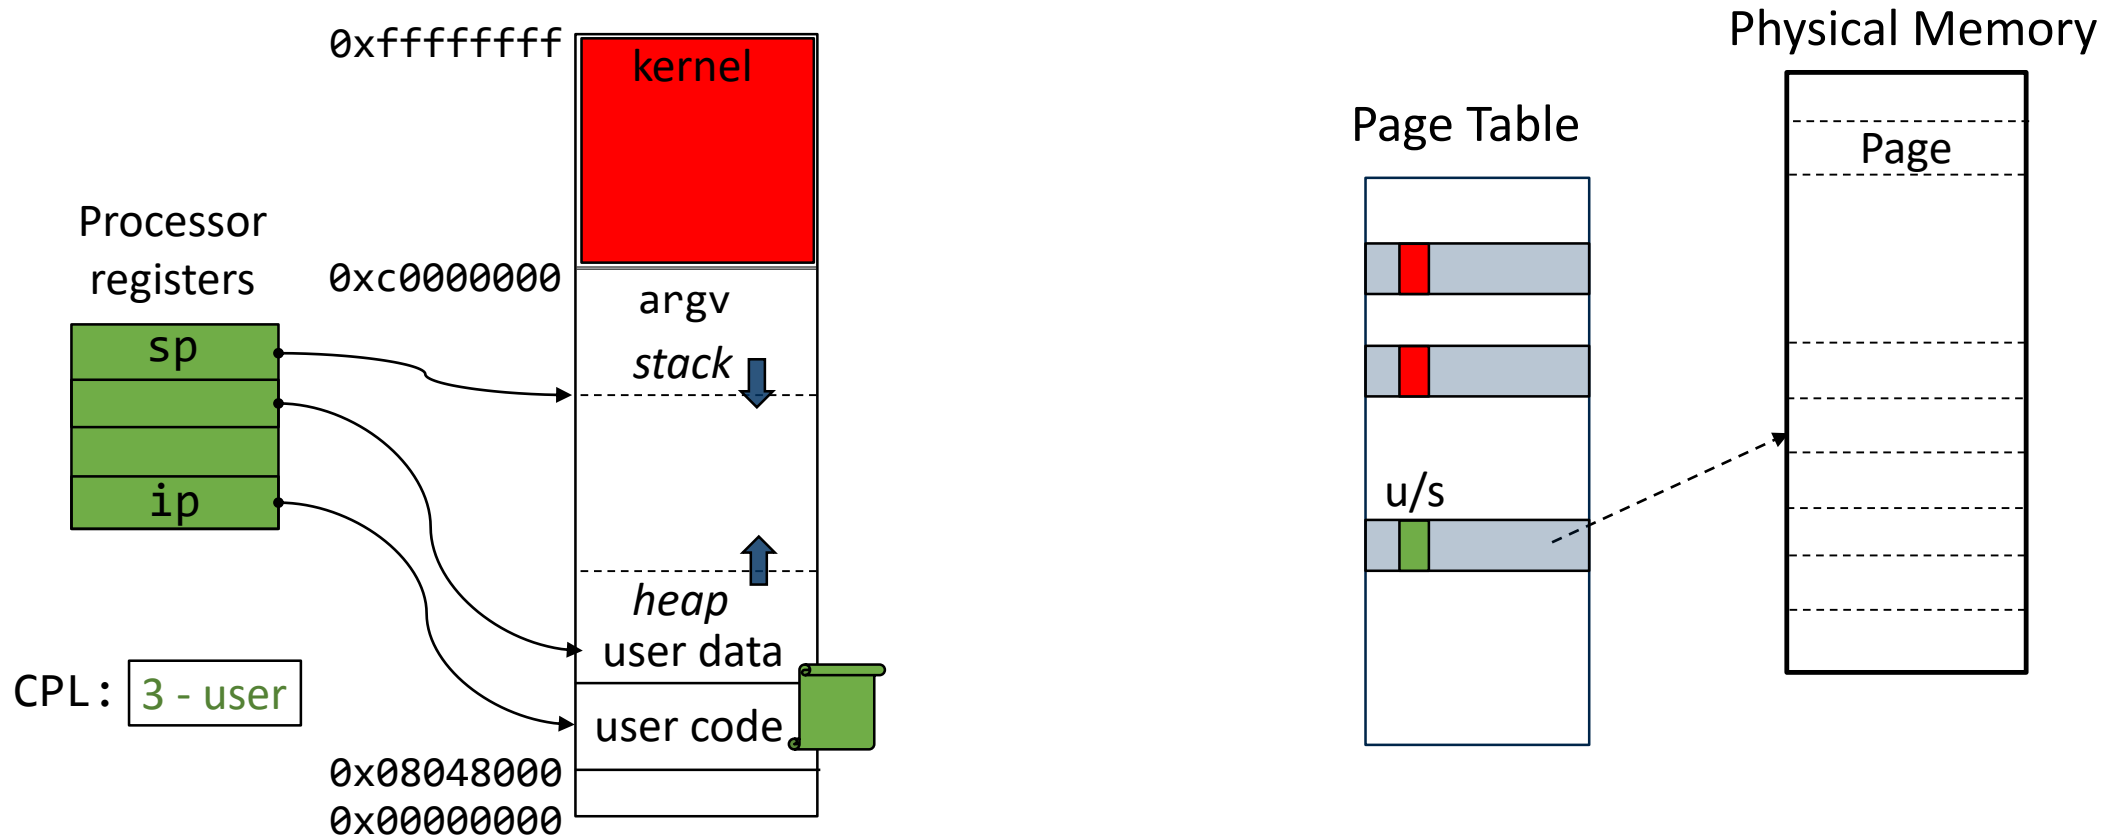 0xffffffff
kernel
Processor
registers
0xc0000000
argv
stack
sp
ip
heap
user data
user code
CPL: 3 - user
0x08048000
0x00000000
Page Table
u/s
Physical Memory
Page